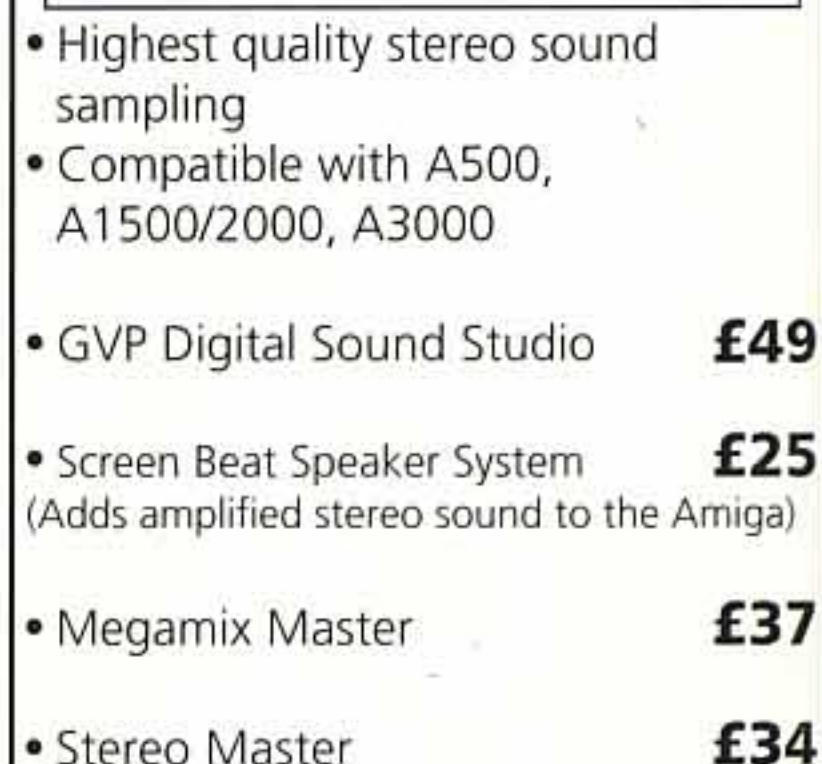 • Highest quality stereo sound
sampling
• Compatible with A500,
A1500/2000, A3000
• GVP Digital Sound Studio £49
• Screen Beat Speaker System £25
(Adds amplified stereo sound to the Amiga)
• Megamix Master £37
• Stereo Master £34